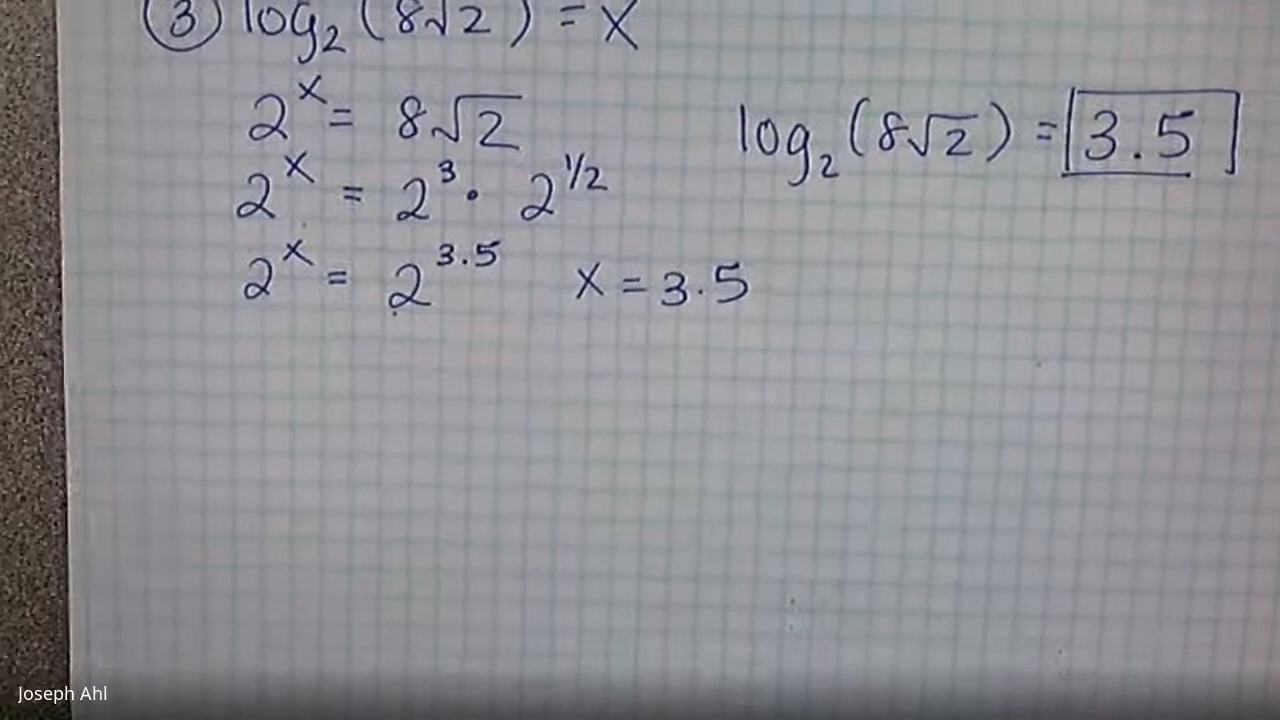 ③ log₂(8√2) = x
2ˣ = 8√2
log₂(8√2) = 3.5
2ˣ = 2³ · 2^1/2
2ˣ = 2^3.5 x = 3.5
Joseph Ahl